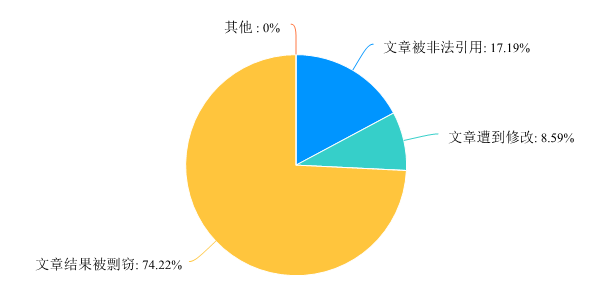 其他 : 0%
文章被非法引用: 17.19%
文章遭到修改: 8.59%
文章结果被剽窃: 74.22%